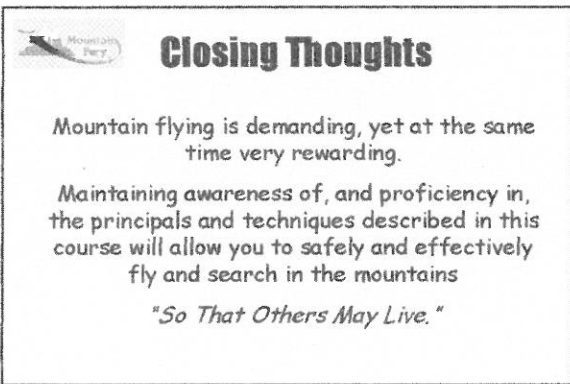 Mountain
Fury
Closing Thoughts
Mountain flying is demanding, yet at the same
time very rewarding.
Maintaining awareness of, and proficiency in,
the principals and techniques described in this
course will allow you to safely and effectively
fly and search in the mountains
"So That Others May Live."